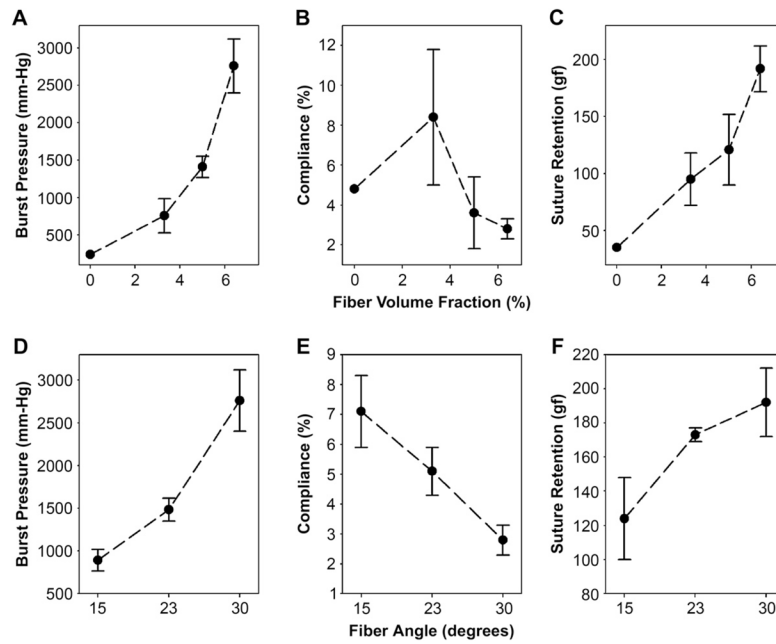 A
Burst Pressure (mm-Hg)
3000
2500
2000
1500
1000
500
0 2 4 6
B
Compliance (%)
12
10
8
6
4
2
0 2 4 6
Fiber Volume Fraction (%)
C
Suture Retention (gf)
200
150
100
50
0 2 4 6
D
Burst Pressure (mm-Hg)
3000
2500
2000
1500
1000
500
15 23 30
E
Compliance (%)
9
8
7
6
5
4
3
2
1
15 23 30
Fiber Angle (degrees)
F
Suture Retention (gf)
220
200
180
160
140
120
100
80
15 23 30